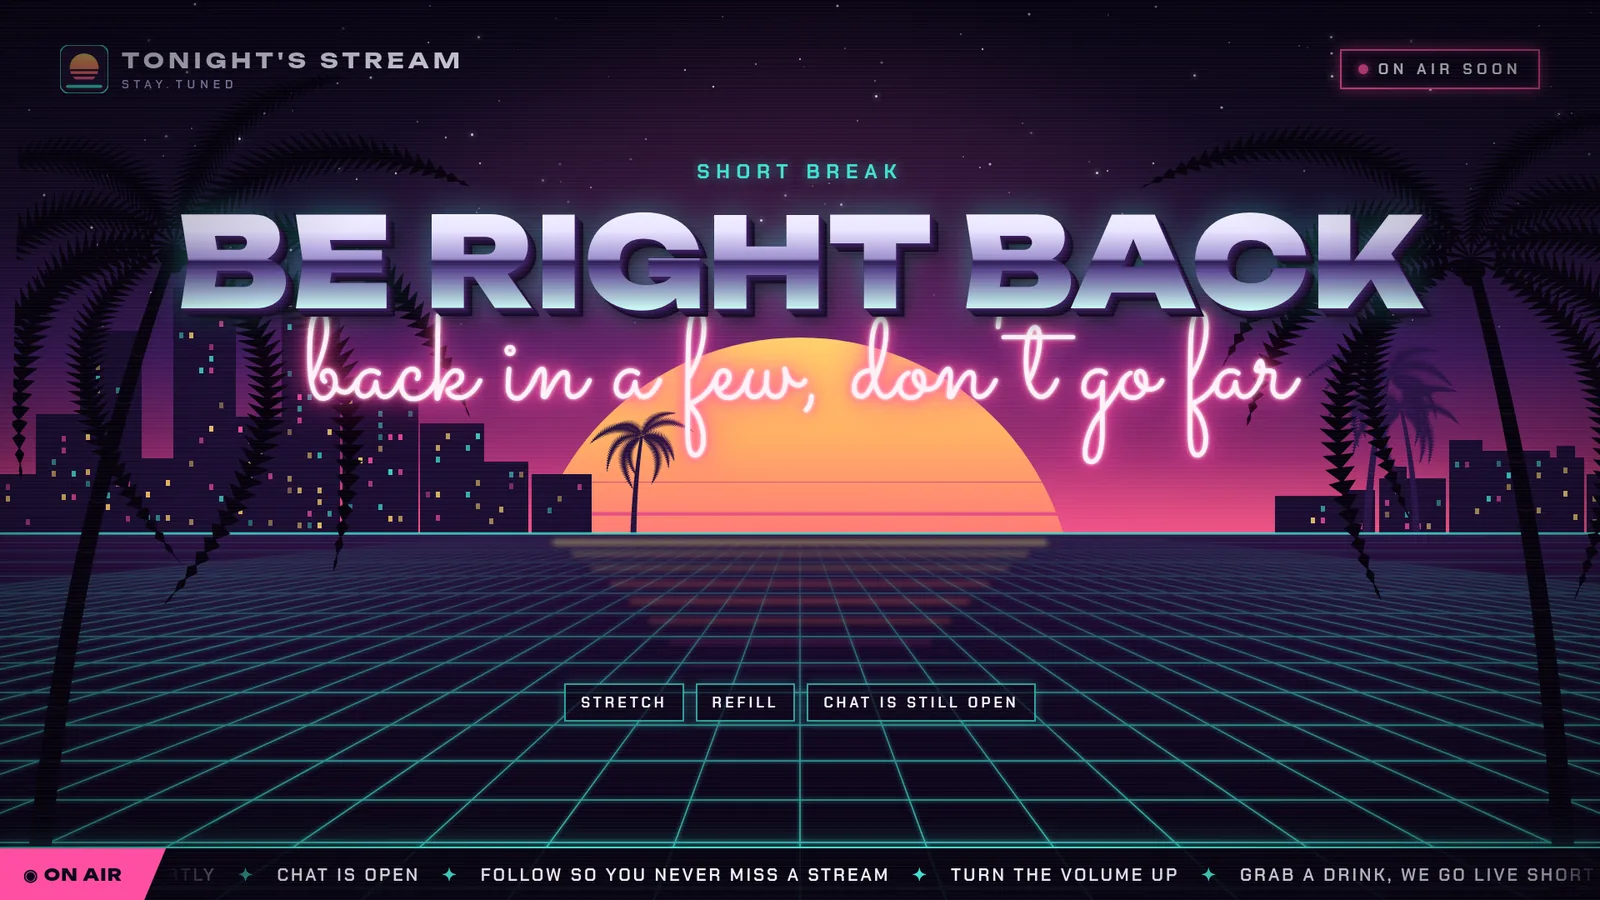 TONIGHT'S STREAM
STAY TUNED
ON AIR SOON
SHORT BREAK
BE RIGHT BACK
back in a few, don't go far
STRETCH
REFILL
CHAT IS STILL OPEN
ON AIR
CHAT IS OPEN ✦ FOLLOW SO YOU NEVER MISS A STREAM ✦ TURN THE VOLUME UP ✦ GRAB A DRINK, WE GO LIVE SHORT